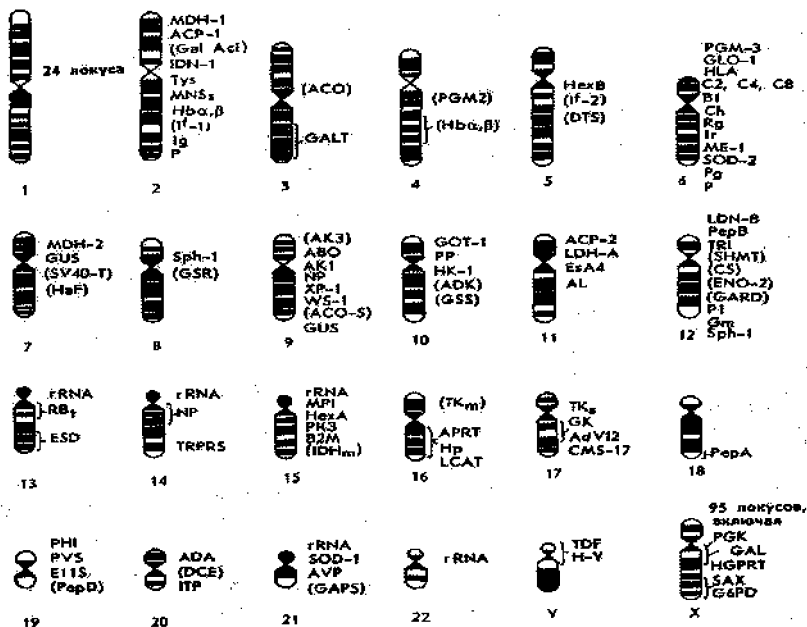 24 локуса
1
MDH-1
ACP-1
(Gal Act)
IDN-1
Tys
MNSs
Hbα,β
(If-1)
Ig
P
2
(ACO)
GALT
3
(PGM2)
(Hbα,β)
4
HexB
(If-2)
(DTS)
5
PGM-3
GLO-1
HLA
C2, C4, C8
Bf
Ch
Rg
Ir
ME-1
SOD-2
Pg
P
6
MDH-2
GUS
(SV40-T)
(HaF)
7
Sph-1
(GSR)
8
(AK3)
ABO
AK1
NP
XP-1
WS-1
(ACO-S)
GUS
9
GOT-1
PP
HK-1
(ADK)
(GSS)
10
ACP-2
LDH-A
EsA4
AL
11
LDN-B
PepB
TRI
(SHMT)
(CS)
(ENO-2)
(GARD)
P1
Gm
Sph-1
12
rRNA
RB1
ESD
13
rRNA
NP
TRPRS
14
rRNA
MPI
HexA
PK3
B2M
(IDHm)
15
(TKm)
APRT
Hp
LCAT
16
TKs
GK
AdV12
CMS-17
17
PepA
18
PHI
PVS
E11S
(PepD)
19
ADA
(DCE)
ITP
20
rRNA
SOD-1
AVP
(GAPS)
21
rRNA
22
TDF
H-Y
Y
95 локусов,
включая
PGK
GAL
HGPRT
SAX
G6PD
X